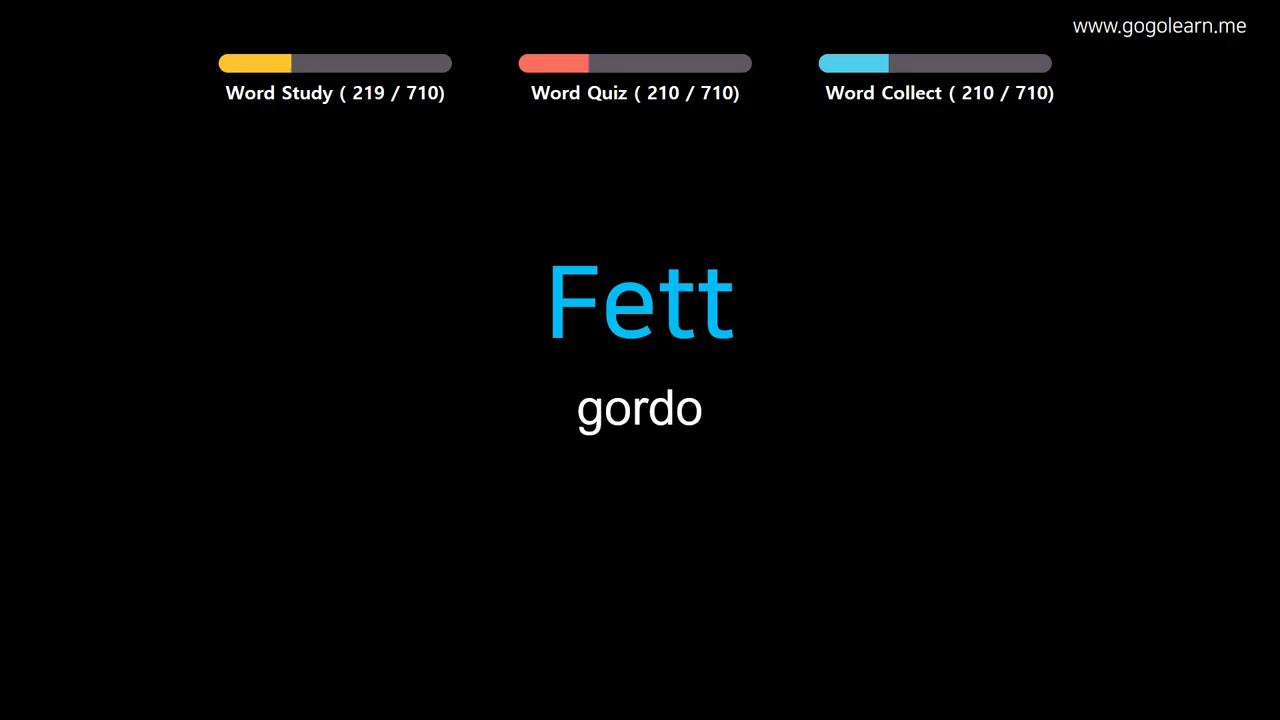 www.gogolearn.me
Word Study ( 219 / 710)
Word Quiz ( 210 / 710)
Word Collect ( 210 / 710)
Fett
gordo